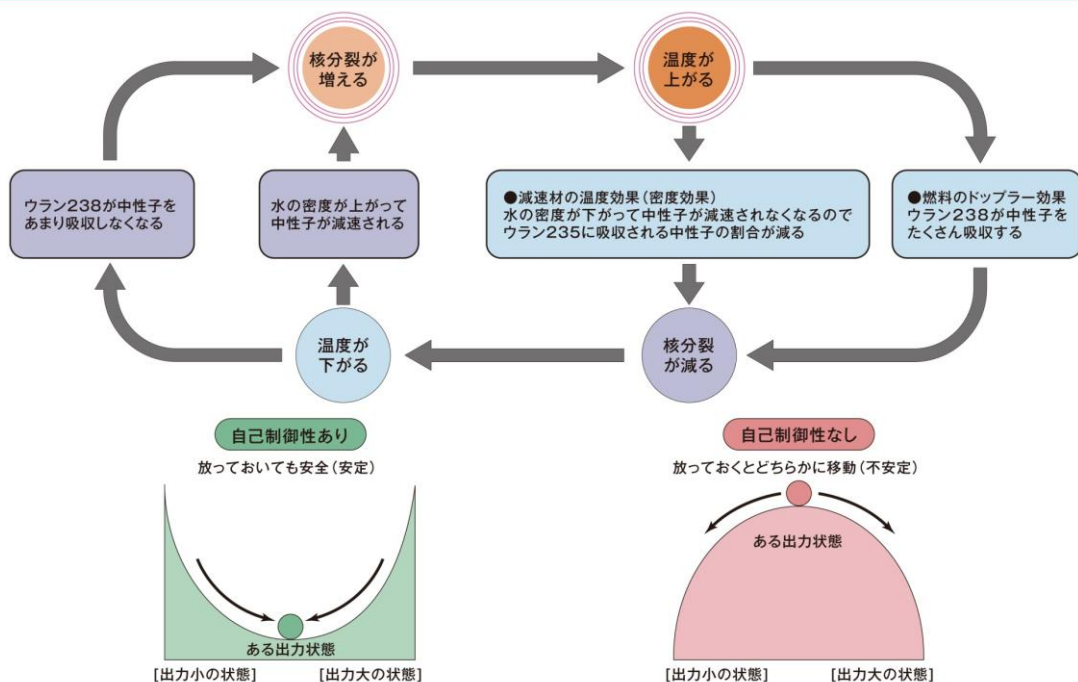 核分裂が
増える
温度が
上がる
ウラン238が中性子を
あまり吸収しなくなる
水の密度が上がって
中性子が減速される
●減速材の温度効果（密度効果）
水の密度が下がって中性子が減速されなくなるので
ウラン235に吸収される中性子の割合が減る
●燃料のドップラー効果
ウラン238が中性子を
たくさん吸収する
温度が
下がる
核分裂
が減る
自己制御性あり
放っておいても安全（安定）
ある出力状態
[出力小の状態]
[出力大の状態]
自己制御性なし
放っておくとどちらかに移動（不安定）
ある出力状態
[出力小の状態]
[出力大の状態]